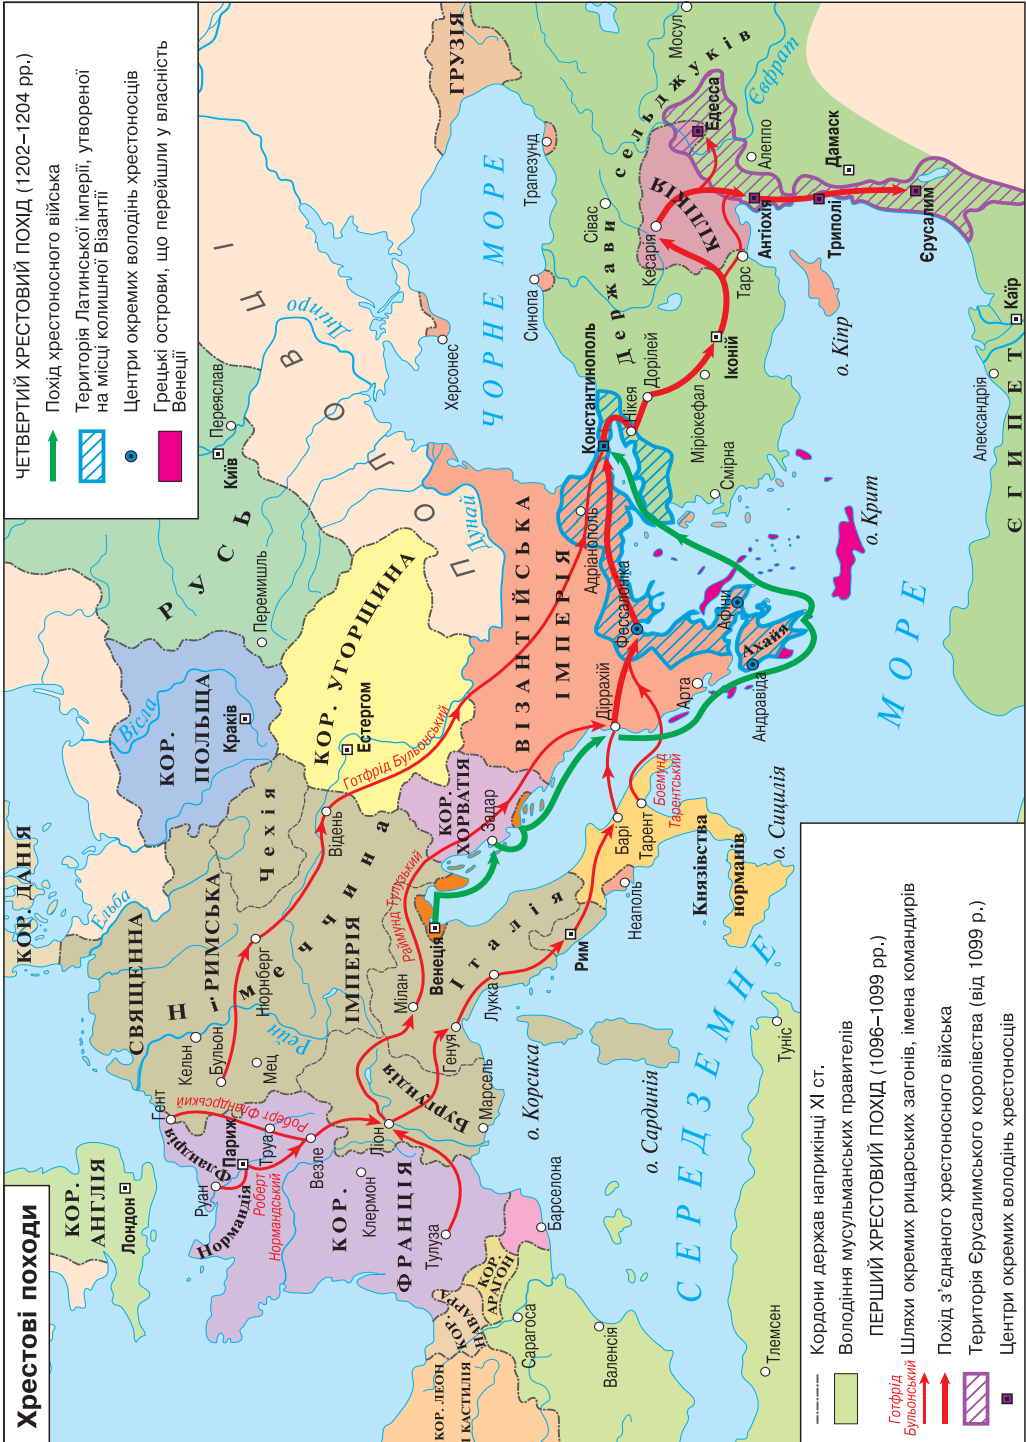 Хрестові походи
ЧЕТВЕРТИЙ ХРЕСТОВИЙ ПОХІД (1202–1204 рр.)
Похід хрестоносного війська
Територія Латинської імперії, утвореної
на місці колишньої Візантії
Центри окремих володінь хрестоносців
Грецькі острови, що перейшли у власність
Венеції
Кордони держав наприкінці XI ст.
Володіння мусульманських правителів
ПЕРШИЙ ХРЕСТОВИЙ ПОХІД (1096–1099 рр.)
Готфрід
Бульонський
Шляхи окремих рицарських загонів, імена командирів
Похід з’єднаного хрестоносного війська
Територія Єрусалимського королівства (від 1099 р.)
Центри окремих володінь хрестоносців
КОР.
АНГЛІЯ
Лондон
КОР. ДАНІЯ
Ельба
Вісла
КОР.
ПОЛЬЩА
Краків
РУСЬ
Перемишль
Київ
Переяслав
Дніпро
ПОЛОВЦІ
Херсонес
ГРУЗІЯ
ЧОРНЕ МОРЕ
Трапезунд
Синопа
СВЯЩЕННА
РИМСЬКА
ІМПЕРІЯ
Німеччина
Чехія
Рейн
Кельн
Бульон
Мец
Нюрнберг
Відень
Гент
Фландрія
Роберт Фландрський
Руан
Нормандія
Париж
Труа
Роберт
Нормандський
Везле
КОР.
ФРАНЦІЯ
Клермон
Ліон
Бургундія
Тулуза
Марсель
КОР. УГОРЩИНА
Естергом
Готфрід Бульонський
Дунай
КОР.
ХОРВАТІЯ
Задар
Раймунд Тулузький
Венеція
Мілан
Генуя
Лукка
Італія
Рим
Неаполь
Барі
Тарент
Боемунд
Тарентський
Князівства
норманів
о. Сицилія
о. Корсика
о. Сардинія
ВІЗАНТІЙСЬКА
ІМПЕРІЯ
Діррахій
Арта
Фессалоніка
Адріанополь
Константинополь
Афіни
Ахайя
Андравіда
о. Крит
Нікея
Дорілей
Міріокефал
Смірна
Іконій
Держави сельджуків
Сівас
Кесарія
КІЛІКІЯ
Тарс
Едесса
Євфрат
Мосул
Алеппо
Антіохія
Триполі
Дамаск
Єрусалим
о. Кіпр
Каїр
Александрія
ЄГИПЕТ
СЕРЕДЗЕМНЕ МОРЕ
КОР. ЛЕОН
І КАСТИЛІЯ
КОР.
НАВАРРА
КОР.
АРАГОН
Сарагоса
Барселона
Валенсія
Тлемсен
Туніс